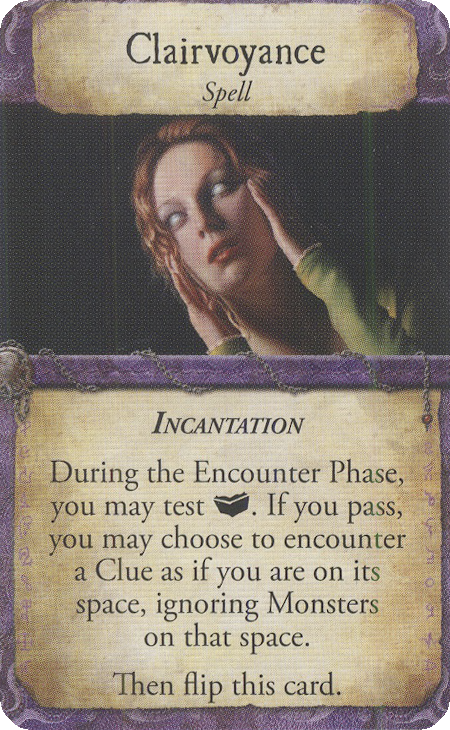 Clairvoyance
Spell
INCANTATION
During the Encounter Phase,
you may test . If you pass,
you may choose to encounter
a Clue as if you are on its
space, ignoring Monsters
on that space.
Then flip this card.